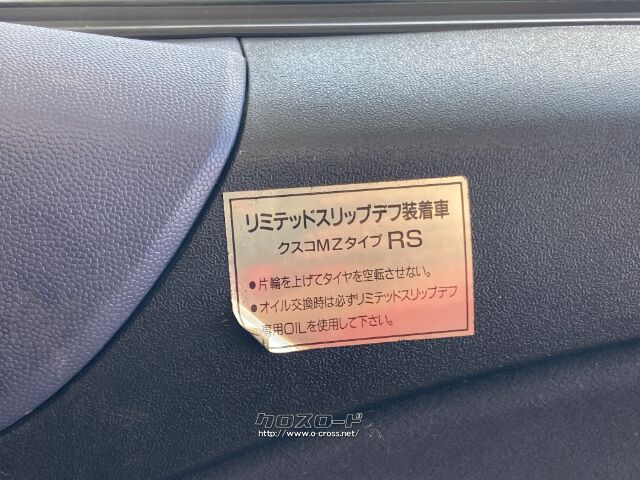 リミテッドスリップデフ装着車
クスコMZタイプ RS
●片輪を上げてタイヤを空転させない。
●オイル交換時は必ずリミテッドスリップデフ
専用OILを使用して下さい。
クロスロード
http://www.o-cross.net/